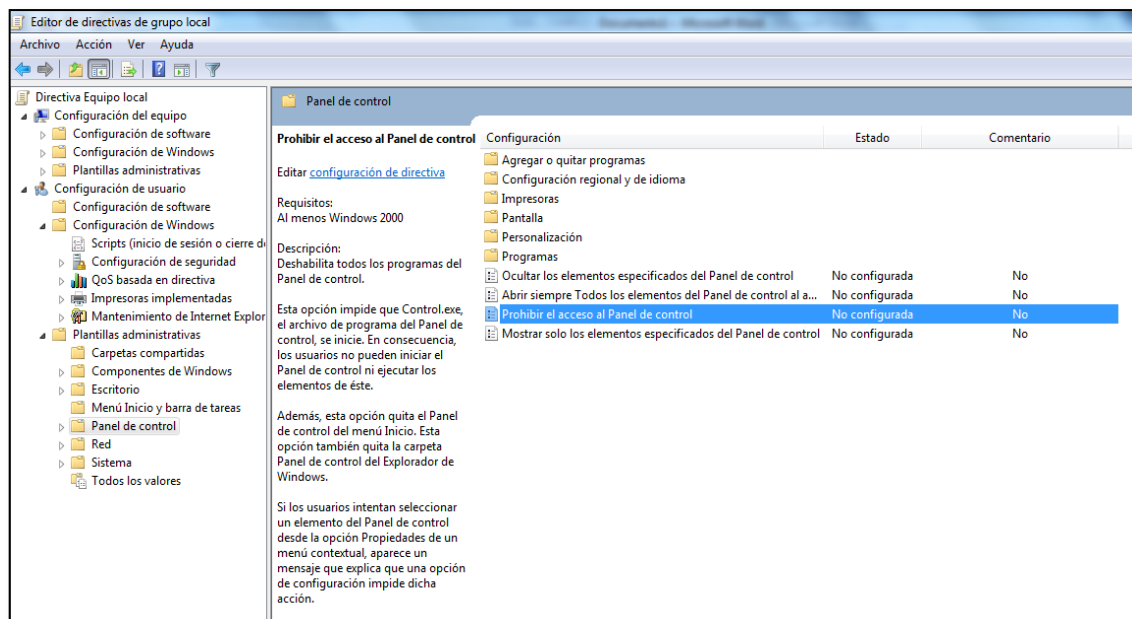 Editor de directivas de grupo local
Archivo Acción Ver Ayuda
Directiva Equipo local
Configuración del equipo
Configuración de software
Configuración de Windows
Plantillas administrativas
Configuración de usuario
Configuración de software
Configuración de Windows
Scripts (inicio de sesión o cierre d
Configuración de seguridad
QoS basada en directiva
Impresoras implementadas
Mantenimiento de Internet Explor
Plantillas administrativas
Carpetas compartidas
Componentes de Windows
Escritorio
Menú Inicio y barra de tareas
Panel de control
Red
Sistema
Todos los valores
Panel de control
Prohibir el acceso al Panel de control
Editar configuración de directiva
Requisitos:
Al menos Windows 2000
Descripción:
Deshabilita todos los programas del
Panel de control.
Esta opción impide que Control.exe,
el archivo de programa del Panel de
control, se inicie. En consecuencia,
los usuarios no pueden iniciar el
Panel de control ni ejecutar los
elementos de éste.
Además, esta opción quita el Panel
de control del menú Inicio. Esta
opción también quita la carpeta
Panel de control del Explorador de
Windows.
Si los usuarios intentan seleccionar
un elemento del Panel de control
desde la opción Propiedades de un
menú contextual, aparece un
mensaje que explica que una opción
de configuración impide dicha
acción.
Configuración Estado Comentario
Agregar o quitar programas
Configuración regional y de idioma
Impresoras
Pantalla
Personalización
Programas
Ocultar los elementos especificados del Panel de control No configurada No
Abrir siempre Todos los elementos del Panel de control al a... No configurada No
Prohibir el acceso al Panel de control No configurada No
Mostrar solo los elementos especificados del Panel de control No configurada No